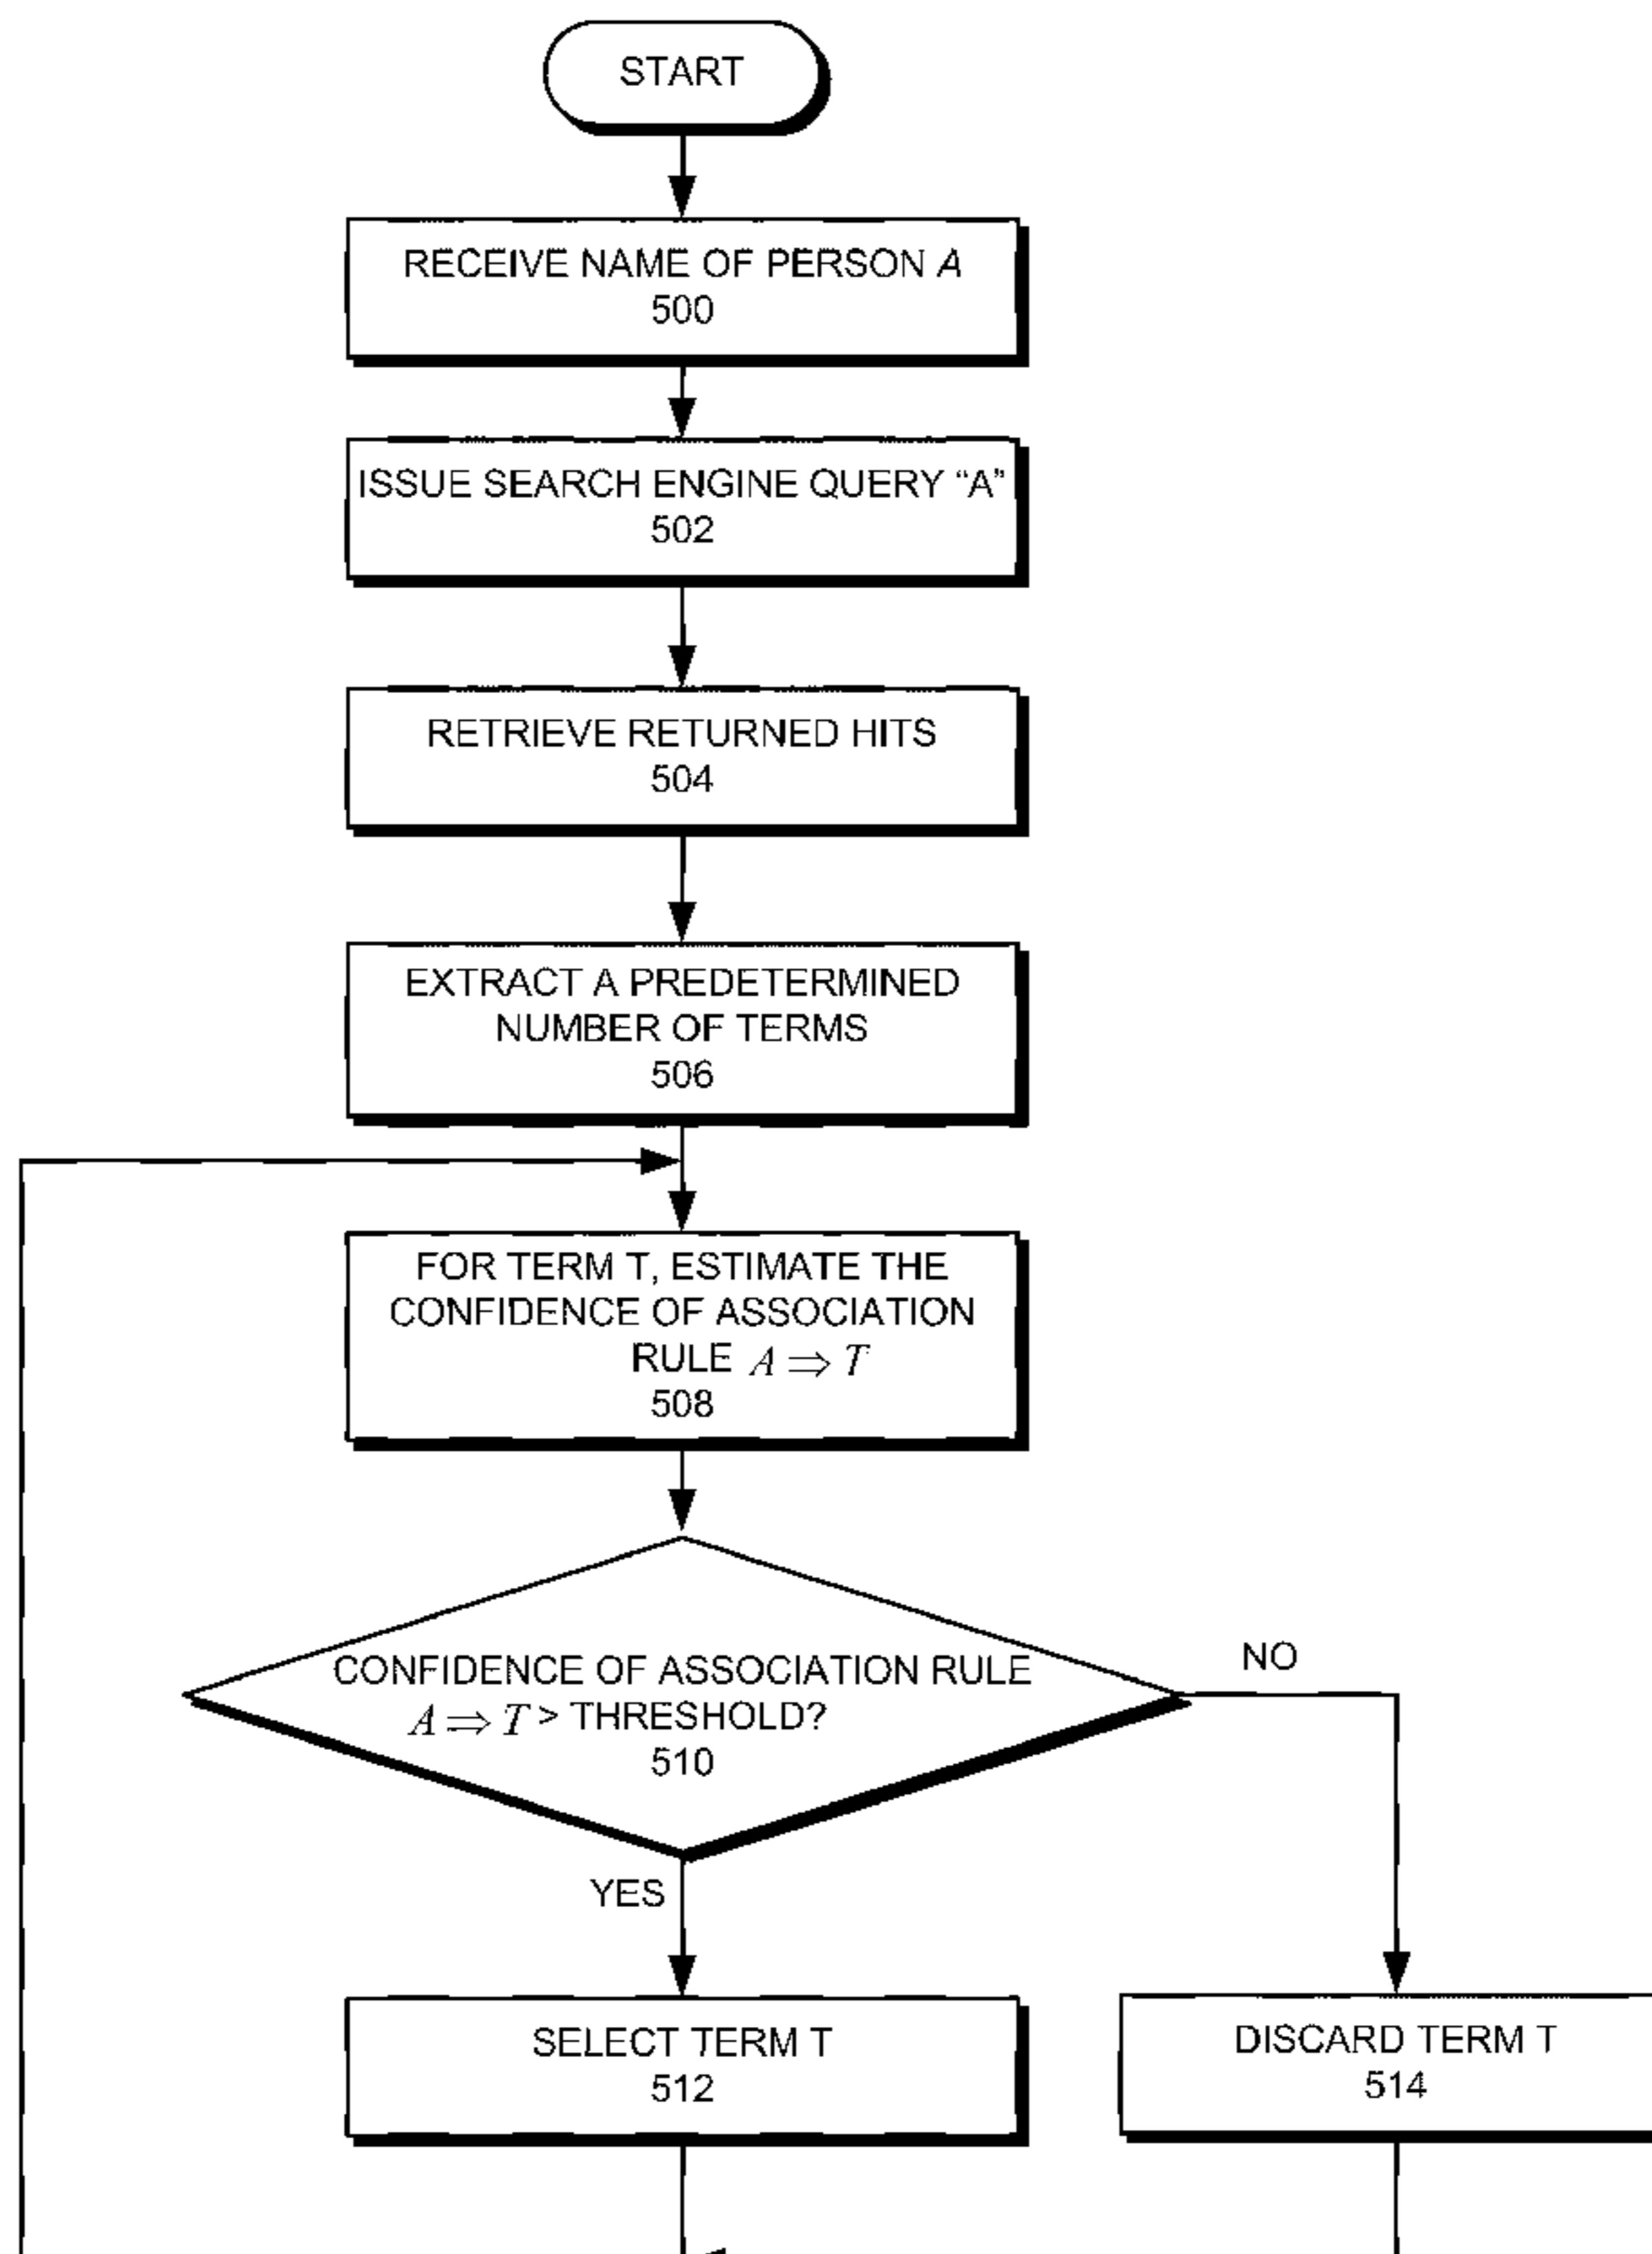 START
RECEIVE NAME OF PERSON A
500
ISSUE SEARCH ENGINE QUERY “A”
502
RETRIEVE RETURNED HITS
504
EXTRACT A PREDETERMINED
NUMBER OF TERMS
506
FOR TERM T, ESTIMATE THE
CONFIDENCE OF ASSOCIATION
RULE A ⇒ T
508
CONFIDENCE OF ASSOCIATION RULE
A ⇒ T > THRESHOLD?
510
NO
YES
SELECT TERM T
512
DISCARD TERM T
514